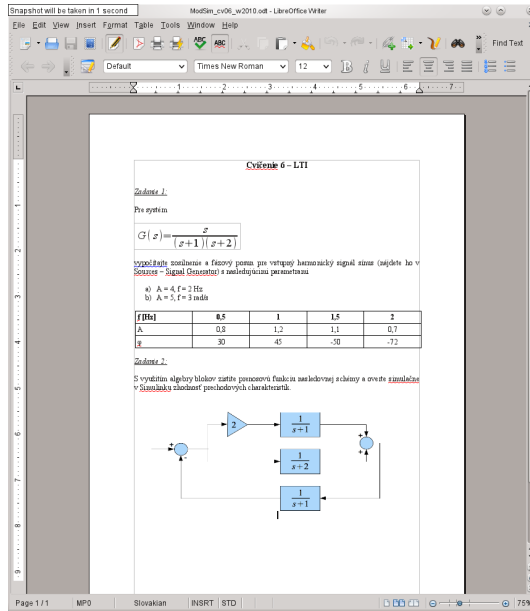 Snapshot will be taken in 1 second
ModSim_cv06_w2010.odt - LibreOffice Writer
File Edit View Insert Format Table Tools Window Help
Find Text
Default
Times New Roman
12
Cvičenie 6 – LTI
Zadanie 1:
Pre systém
G(s)=s/((s+1)(s+2))
vypočítajte zosilnenie a fázový posun pre vstupný harmonický signál sínus (nájdete ho v
Sources – Signal Generator) s nasledujúcimi parametrami
a) A = 4, f = 2 Hz
b) A = 5, f = 3 rad/s
f [Hz] 0,5 1 1,5 2
A 0,8 1,2 1,1 0,7
φ 30 45 -50 -72
Zadanie 2:
S využitím algebry blokov zistite prenosovú funkciu nasledovnej schémy a overte simulačne
v Simulinku zhodnosť prechodových charakteristík.
2
1/(s+1)
+
-
+
+
1/(s+2)
1/(s+1)
Page 1 / 1 MP0 Slovakian INSRT STD 75%